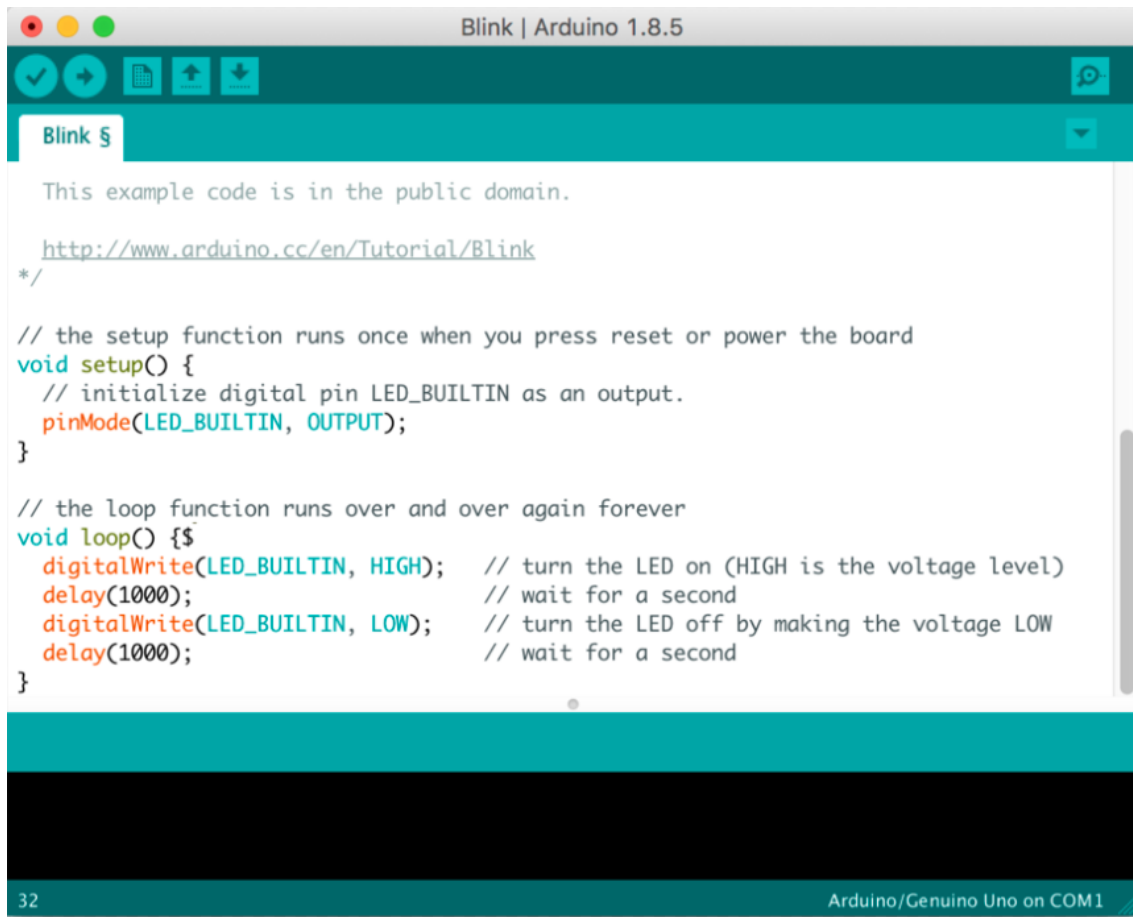 Blink | Arduino 1.8.5
Blink §
This example code is in the public domain.
http://www.arduino.cc/en/Tutorial/Blink
*/
// the setup function runs once when you press reset or power the board
void setup() {
  // initialize digital pin LED_BUILTIN as an output.
  pinMode(LED_BUILTIN, OUTPUT);
}
// the loop function runs over and over again forever
void loop() {$
  digitalWrite(LED_BUILTIN, HIGH);   // turn the LED on (HIGH is the voltage level)
  delay(1000);                       // wait for a second
  digitalWrite(LED_BUILTIN, LOW);    // turn the LED off by making the voltage LOW
  delay(1000);                       // wait for a second
}
32 Arduino/Genuino Uno on COM1